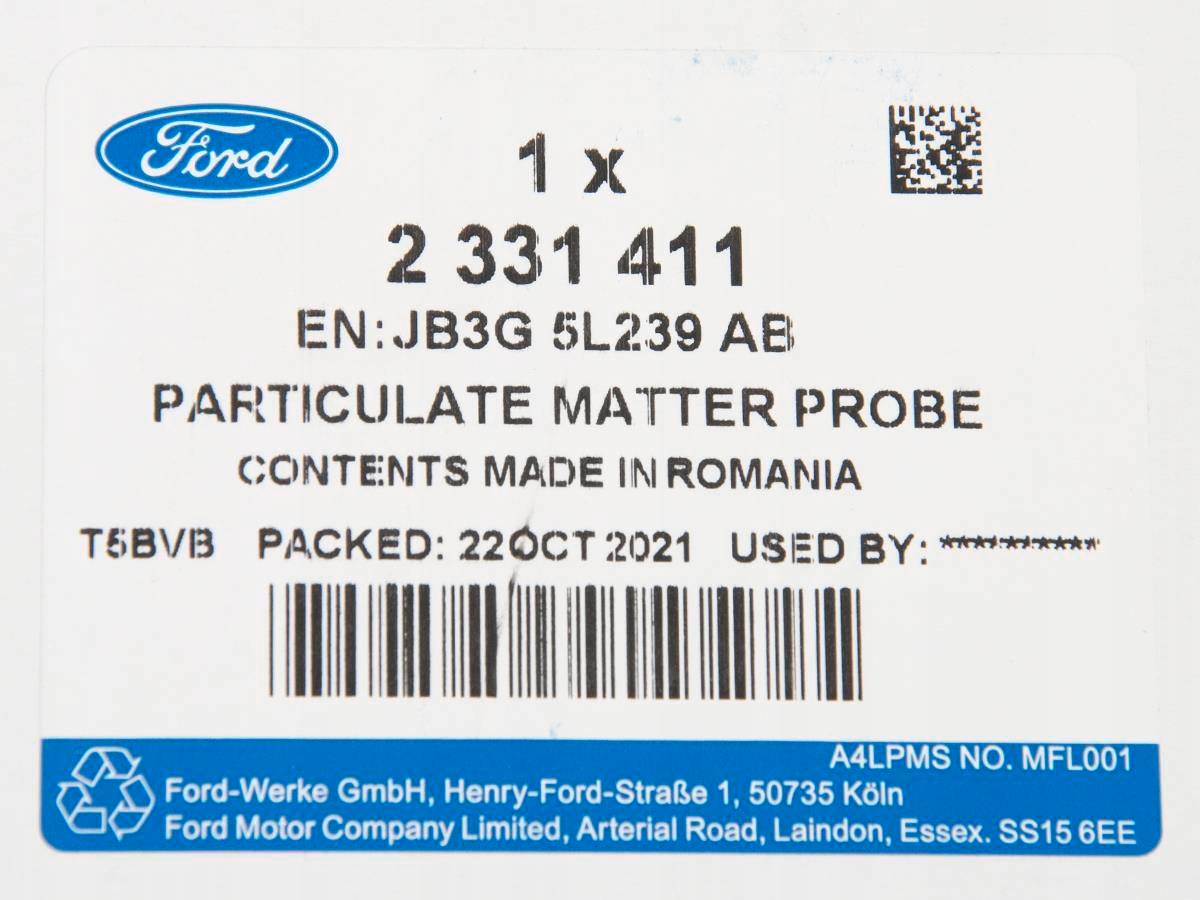 Ford
1 x
2 331 411
EN:JB3G 5L239 AB
PARTICULATE MATTER PROBE
CONTENTS MADE IN ROMANIA
T5BVB PACKED: 22OCT 2021 USED BY: ***********
A4LPMS NO. MFL001
Ford-Werke GmbH, Henry-Ford-Straße 1, 50735 Köln
Ford Motor Company Limited, Arterial Road, Laindon, Essex. SS15 6EE